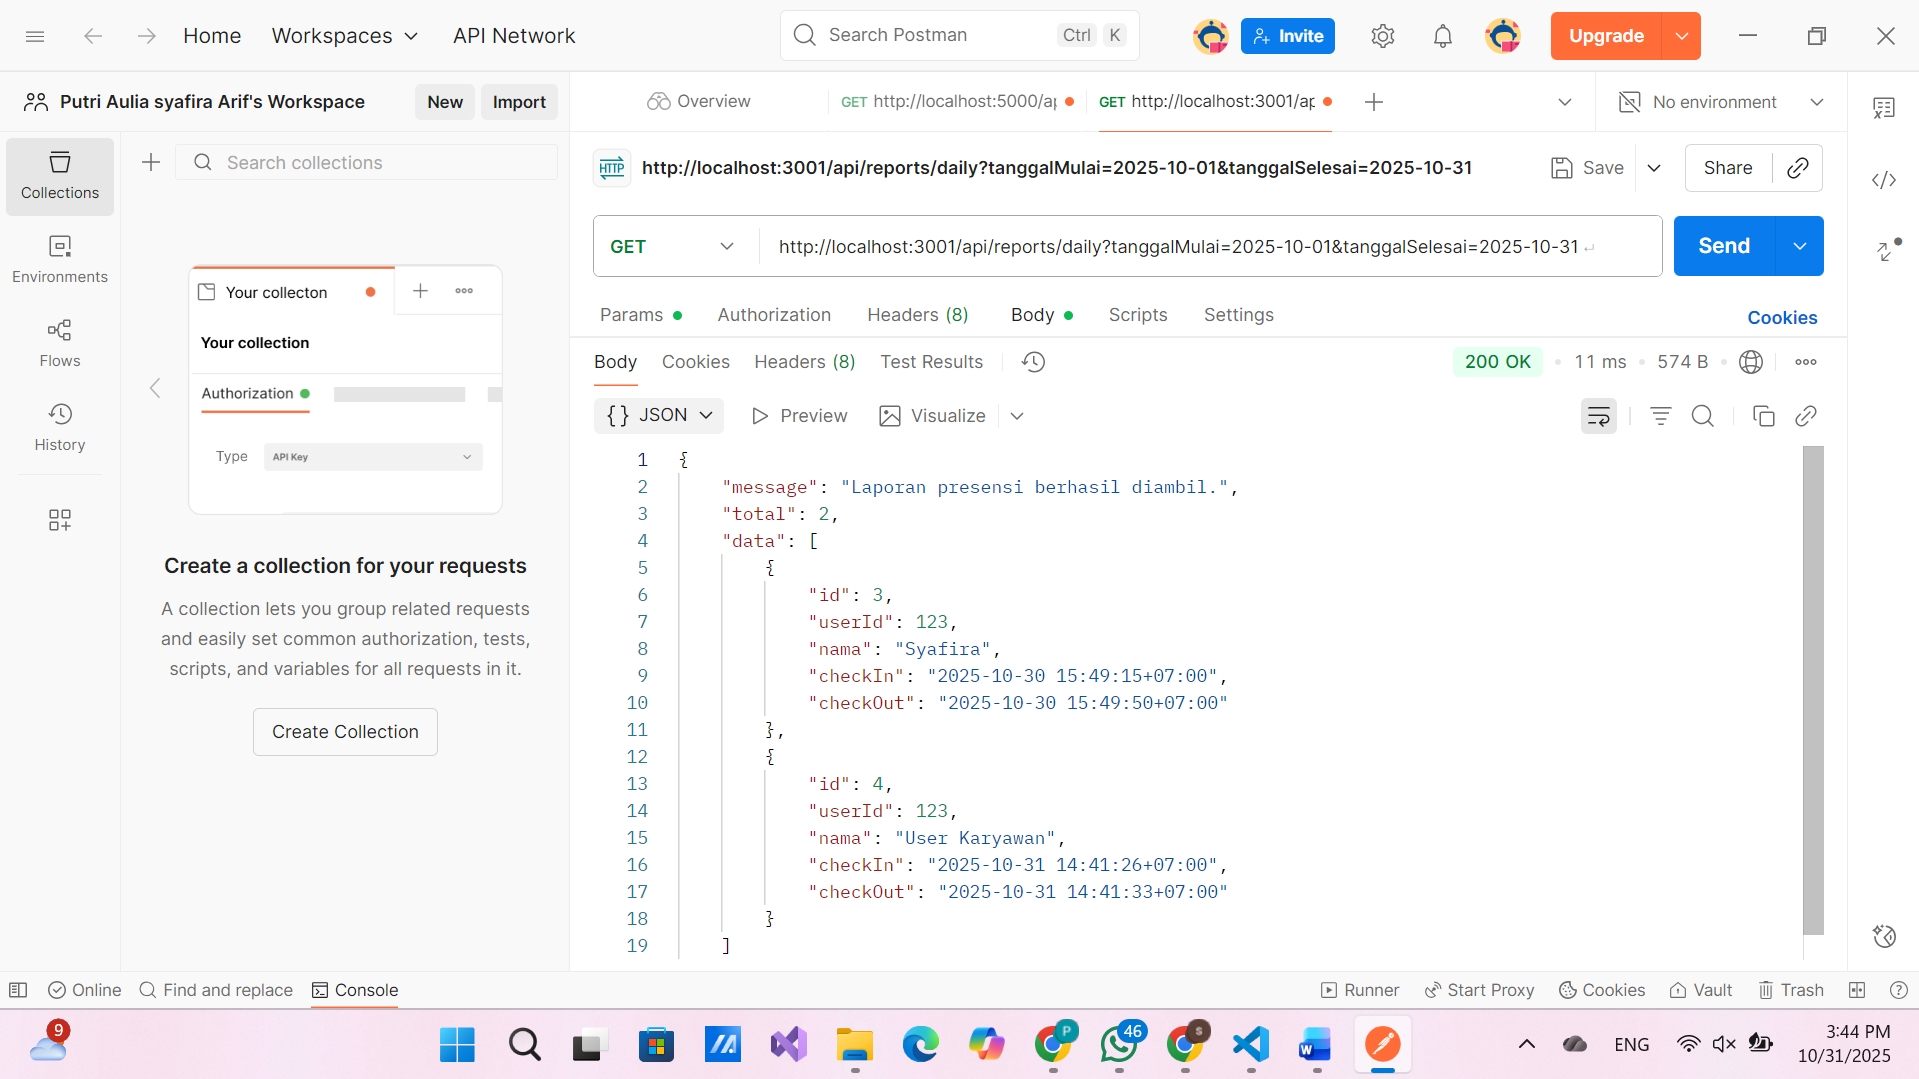 Home
Workspaces
API Network
Search Postman
Ctrl K
Invite
Upgrade
Putri Aulia syafira Arif's Workspace
New
Import
Overview
GET http://localhost:5000/ap
GET http://localhost:3001/ap
No environment
Collections
Environments
Flows
History
Search collections
Your collecton
Your collection
Authorization
Type
API Key
Create a collection for your requests
A collection lets you group related requests
and easily set common authorization, tests,
scripts, and variables for all requests in it.
Create Collection
HTTP
http://localhost:3001/api/reports/daily?tanggalMulai=2025-10-01&tanggalSelesai=2025-10-31
Save
Share
GET
http://localhost:3001/api/reports/daily?tanggalMulai=2025-10-01&tanggalSelesai=2025-10-31
Send
Params
Authorization
Headers (8)
Body
Scripts
Settings
Cookies
Body
Cookies
Headers (8)
Test Results
200 OK
11 ms
574 B
{} JSON
Preview
Visualize
1 {
2 "message": "Laporan presensi berhasil diambil.",
3 "total": 2,
4 "data": [
5 {
6 "id": 3,
7 "userId": 123,
8 "nama": "Syafira",
9 "checkIn": "2025-10-30 15:49:15+07:00",
10 "checkOut": "2025-10-30 15:49:50+07:00"
11 },
12 {
13 "id": 4,
14 "userId": 123,
15 "nama": "User Karyawan",
16 "checkIn": "2025-10-31 14:41:26+07:00",
17 "checkOut": "2025-10-31 14:41:33+07:00"
18 }
19 ]
Online
Find and replace
Console
Runner
Start Proxy
Cookies
Vault
Trash
9
P
46
S
W
ENG
3:44 PM
10/31/2025